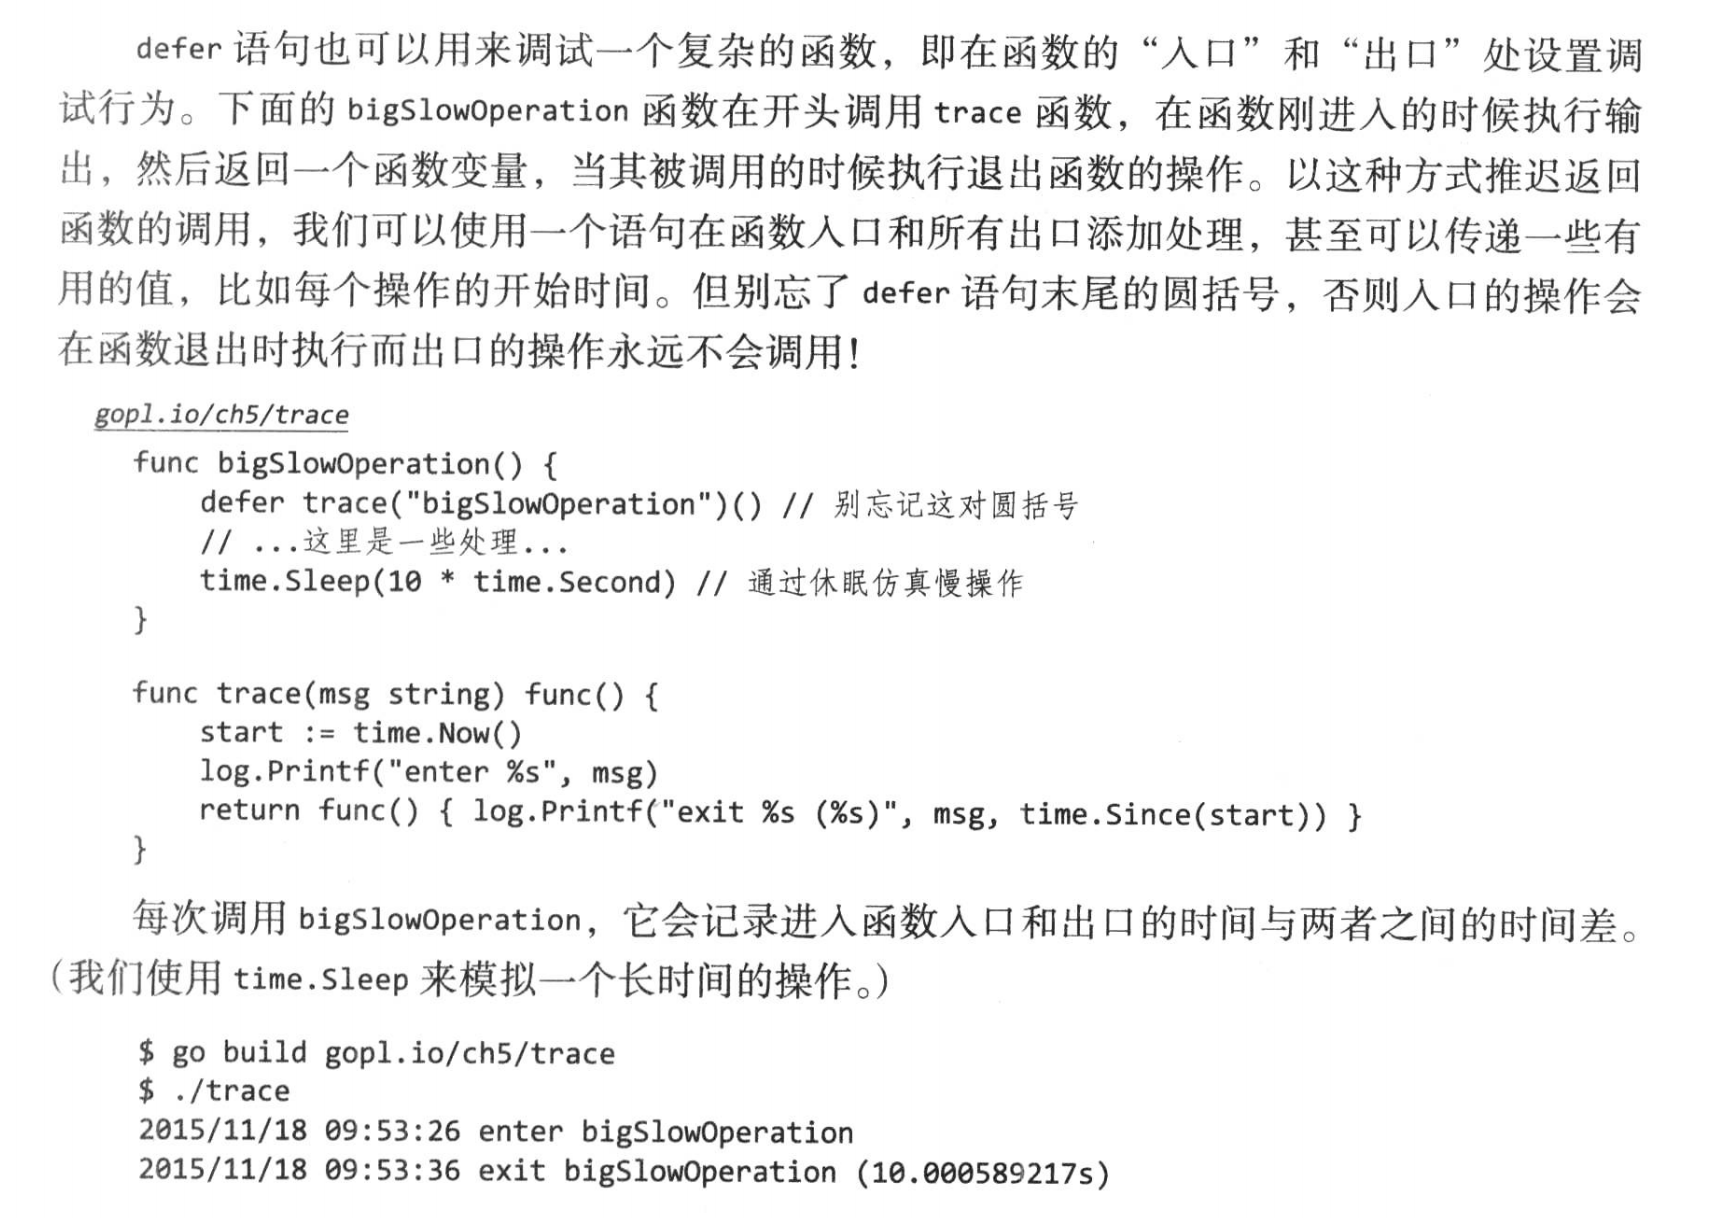 defer 语句也可以用来调试一个复杂的函数，即在函数的“入口”和“出口”处设置调
试行为。下面的 bigSlowOperation 函数在开头调用 trace 函数，在函数刚进入的时候执行输
出，然后返回一个函数变量，当其被调用的时候执行退出函数的操作。以这种方式推迟返回
函数的调用，我们可以使用一个语句在函数入口和所有出口添加处理，甚至可以传递一些有
用的值，比如每个操作的开始时间。但别忘了 defer 语句末尾的圆括号，否则入口的操作会
在函数退出时执行而出口的操作永远不会调用！
gopl.io/ch5/trace
func bigSlowOperation() {
    defer trace("bigSlowOperation")() // 别忘记这对圆括号
    // ...这里是一些处理...
    time.Sleep(10 * time.Second) // 通过休眠仿真慢操作
}
func trace(msg string) func() {
    start := time.Now()
    log.Printf("enter %s", msg)
    return func() { log.Printf("exit %s (%s)", msg, time.Since(start)) }
}
每次调用 bigSlowOperation，它会记录进入函数入口和出口的时间与两者之间的时间差。
（我们使用 time.Sleep 来模拟一个长时间的操作。）
$ go build gopl.io/ch5/trace
$ ./trace
2015/11/18 09:53:26 enter bigSlowOperation
2015/11/18 09:53:36 exit bigSlowOperation (10.000589217s)